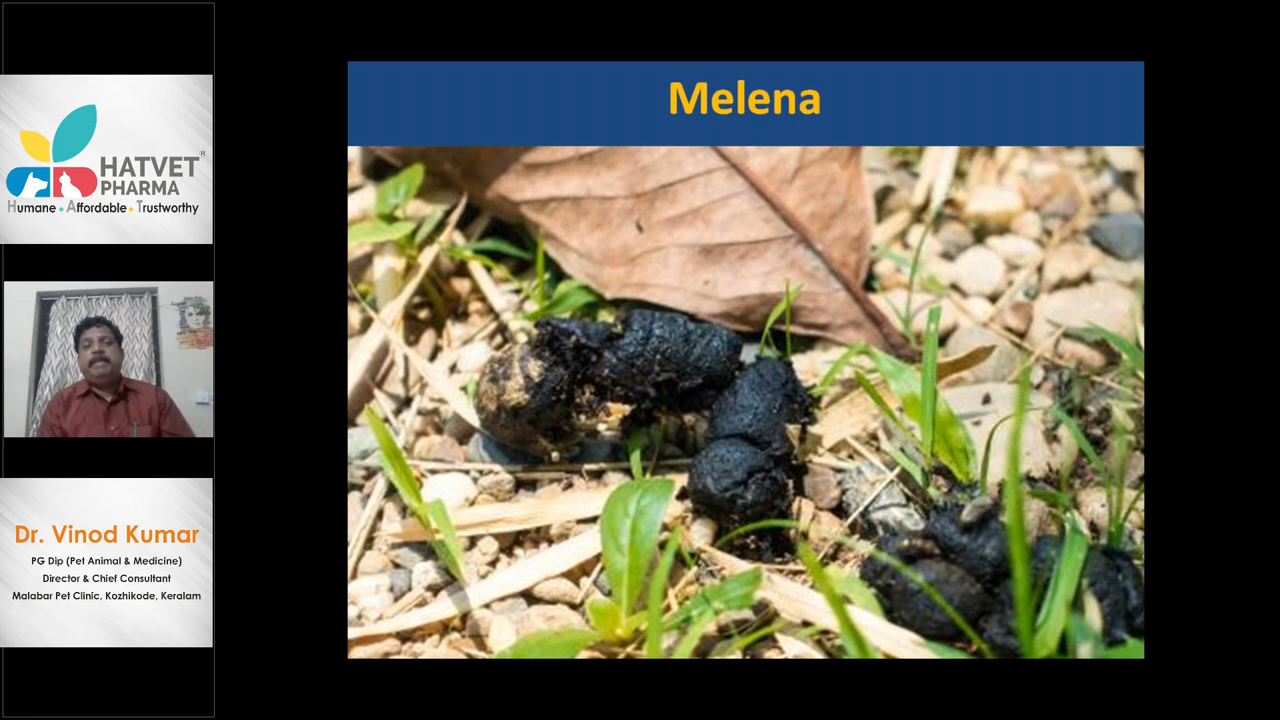 HATVET®
PHARMA
Humane • Affordable • Trustworthy
Dr. Vinod Kumar
PG Dip (Pet Animal & Medicine)
Director & Chief Consultant
Malabar Pet Clinic, Kozhikode, Keralam
Melena